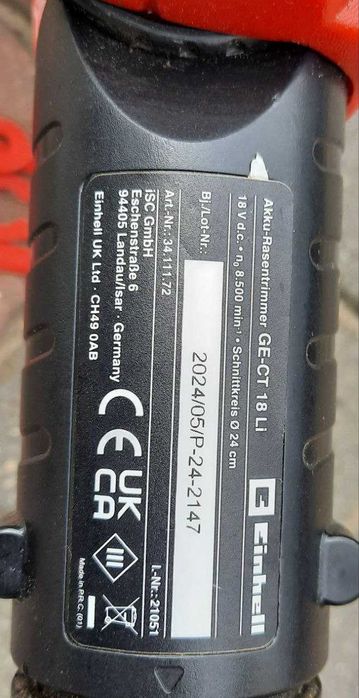 Akku-Rasentrimmer GE-CT 18 Li
18 V d.c. • n₀ 8.500 min⁻¹ • Schnittkreis Ø 24 cm
Einhell
Bj./Lot-Nr.:
2024/05/P-24-2147
Art.-Nr.: 34.111.72
I.-Nr.: 21051
iSC GmbH
Eschenstraße 6
94405 Landau/Isar · Germany
Einhell UK Ltd · CH49 0AB
CE
UK
CA
III
Made in P.R.C. (01)